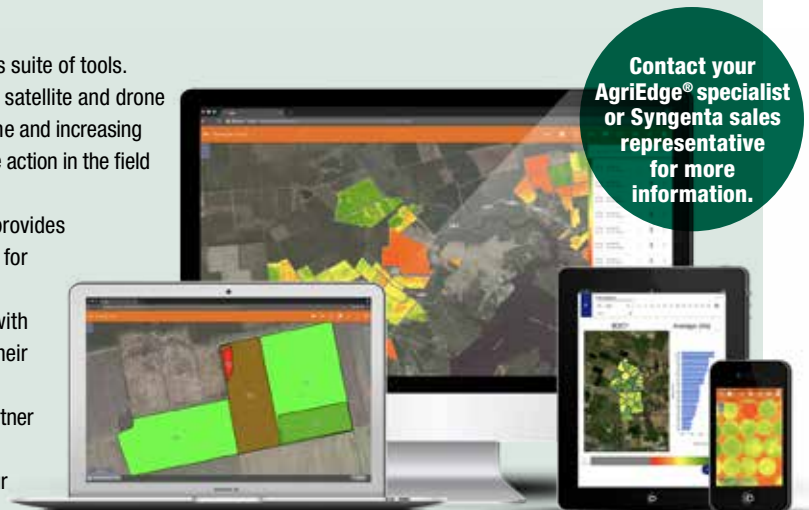 s suite of tools.
satellite and drone
ne and increasing
e action in the field
provides
for
with
heir
tner
r
Contact your
AgriEdge® specialist
or Syngenta sales
representative
for more
information.